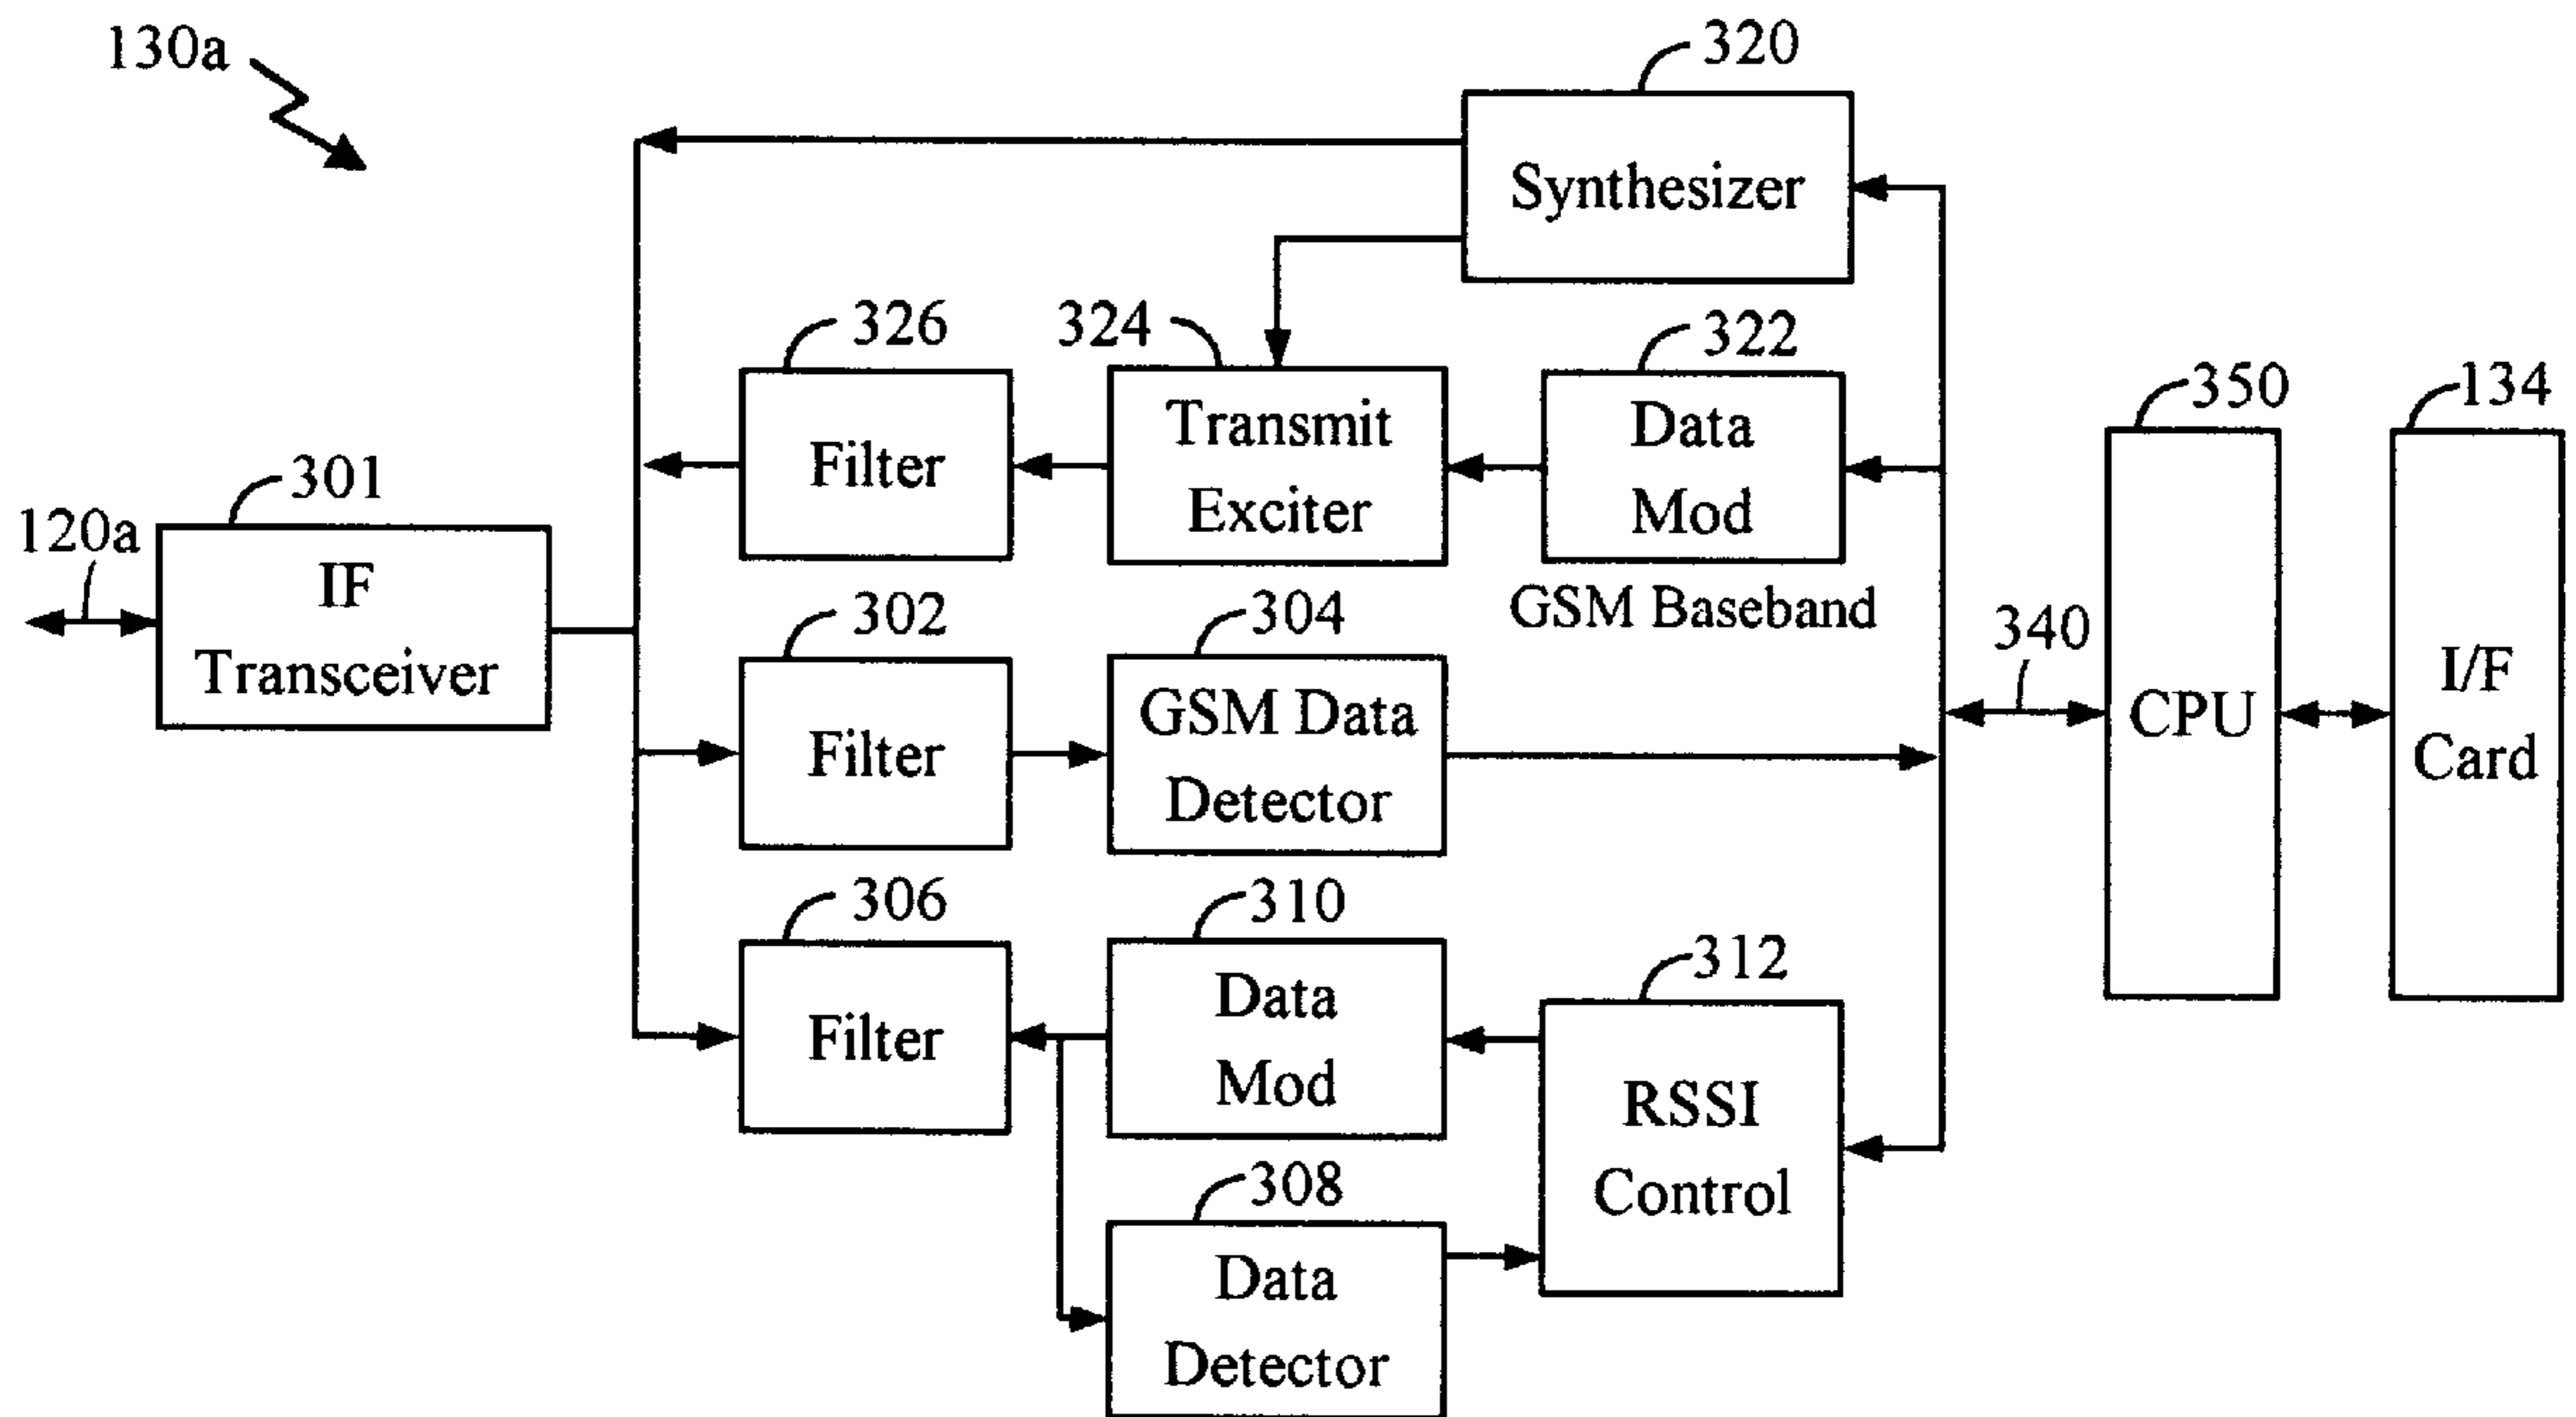 130a
320
Synthesizer
326
324
322
350
134
Filter
Transmit
Exciter
Data
Mod
301
120a
IF
Transceiver
GSM Baseband
302
304
340
Filter
GSM Data
Detector
CPU
I/F
Card
306
310
312
Filter
Data
Mod
RSSI
Control
308
Data
Detector